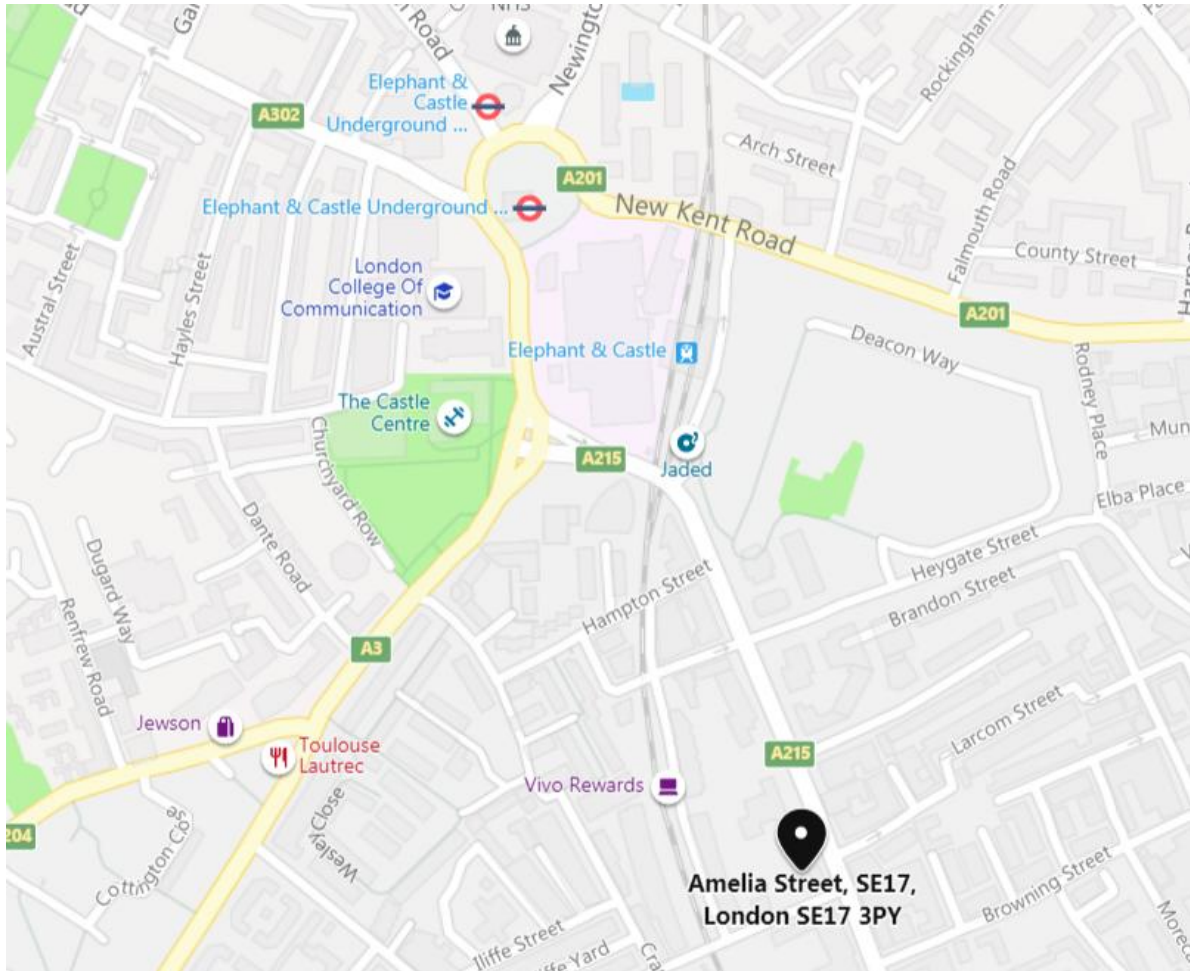 NHS
Road
Newington
Elephant &
Castle
Underground ...
A302
Rockingham
Arch Street
A201
Elephant & Castle Underground ...
New Kent Road
Falmouth Road
County Street
Austral Street
Hayles Street
London
College Of
Communication
A201
Elephant & Castle
Deacon Way
Rodney Place
The Castle
Centre
Churchyard Row
A215
Jaded
Elba Place
Dante Road
Dugard Way
Renfrew Road
Heygate Street
Hampton Street
Brandon Street
A3
Larcom Street
Jewson
Toulouse
Lautrec
A215
Vivo Rewards
Wesley Close
204
Cottington Close
Amelia Street, SE17,
London SE17 3PY
Browning Street
Iliffe Street